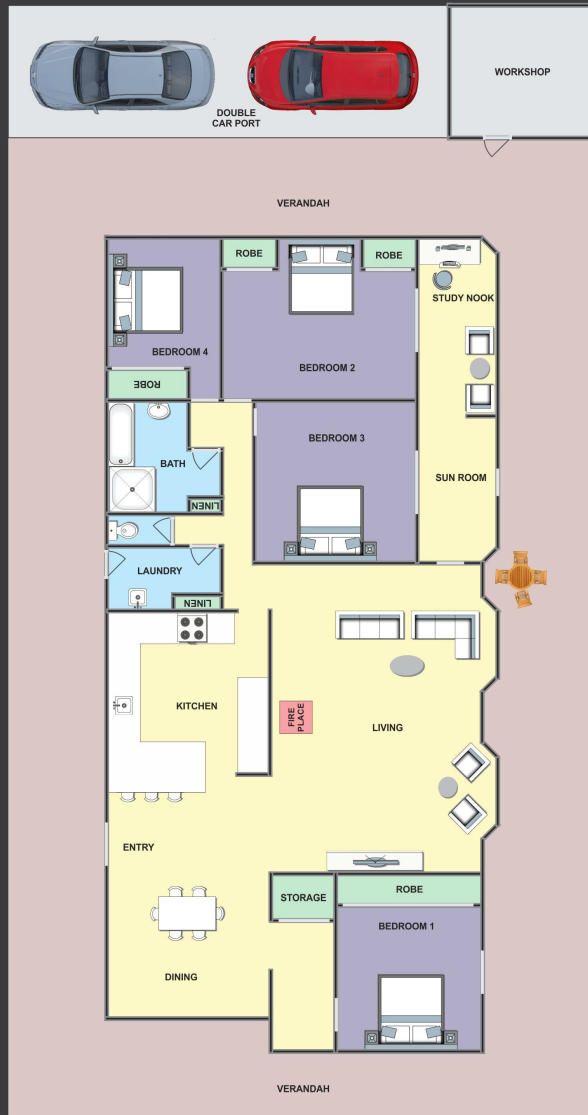 WORKSHOP
DOUBLE
CAR PORT
VERANDAH
ROBE
ROBE
STUDY NOOK
BEDROOM 4
BEDROOM 2
ROBE
BEDROOM 3
BATH
SUN ROOM
LINEN
LAUNDRY
LINEN
KITCHEN
FIRE
PLACE
LIVING
ENTRY
STORAGE
ROBE
BEDROOM 1
DINING
VERANDAH